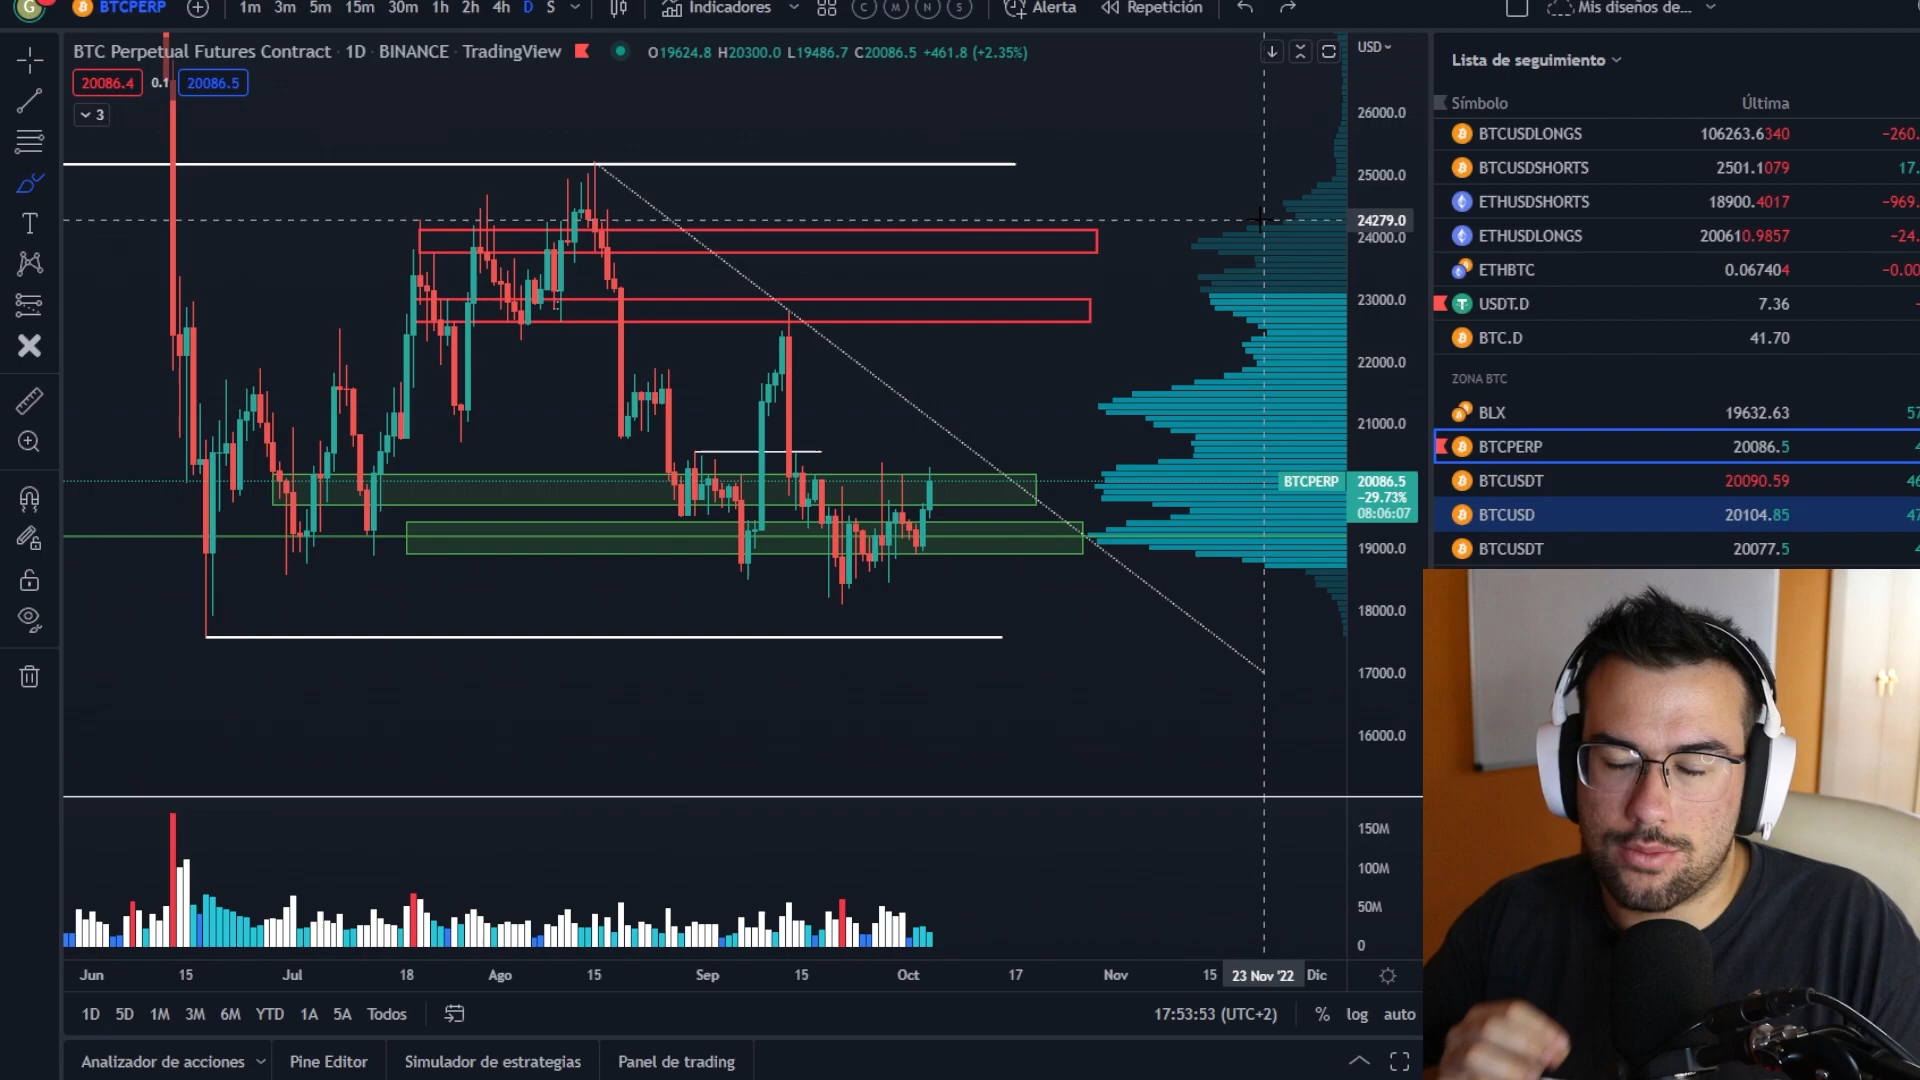 G BTCPERP 1m 3m 5m 15m 30m 1h 2h 4h D S Indicadores C M N S Alerta Repetición Mis diseños de...
BTC Perpetual Futures Contract · 1D · BINANCE · TradingView O19624.8 H20300.0 L19486.7 C20086.5 +461.8 (+2.35%)
20086.4 0.1 20086.5
3
USD
26000.0
25000.0
24279.0
24000.0
23000.0
22000.0
21000.0
BTCPERP 20086.5
−29.73%
08:06:07
19000.0
18000.0
17000.0
16000.0
150M
100M
50M
0
Jun 15 Jul 18 Ago 15 Sep 15 Oct 17 Nov 15 23 Nov '22 Dic
1D 5D 1M 3M 6M YTD 1A 5A Todos 17:53:53 (UTC+2) % log auto
Analizador de acciones Pine Editor Simulador de estrategias Panel de trading
Lista de seguimiento
Símbolo Última
BTCUSDLONGS 106263.6340 −260.
BTCUSDSHORTS 2501.1079 17.
ETHUSDSHORTS 18900.4017 −969.
ETHUSDLONGS 200610.9857 −24.
ETHBTC 0.067404 −0.00
USDT.D 7.36
BTC.D 41.70
ZONA BTC
BLX 19632.63 57
BTCPERP 20086.5 4
BTCUSDT 20090.59 46
BTCUSD 20104.85 47
BTCUSDT 20077.5 4